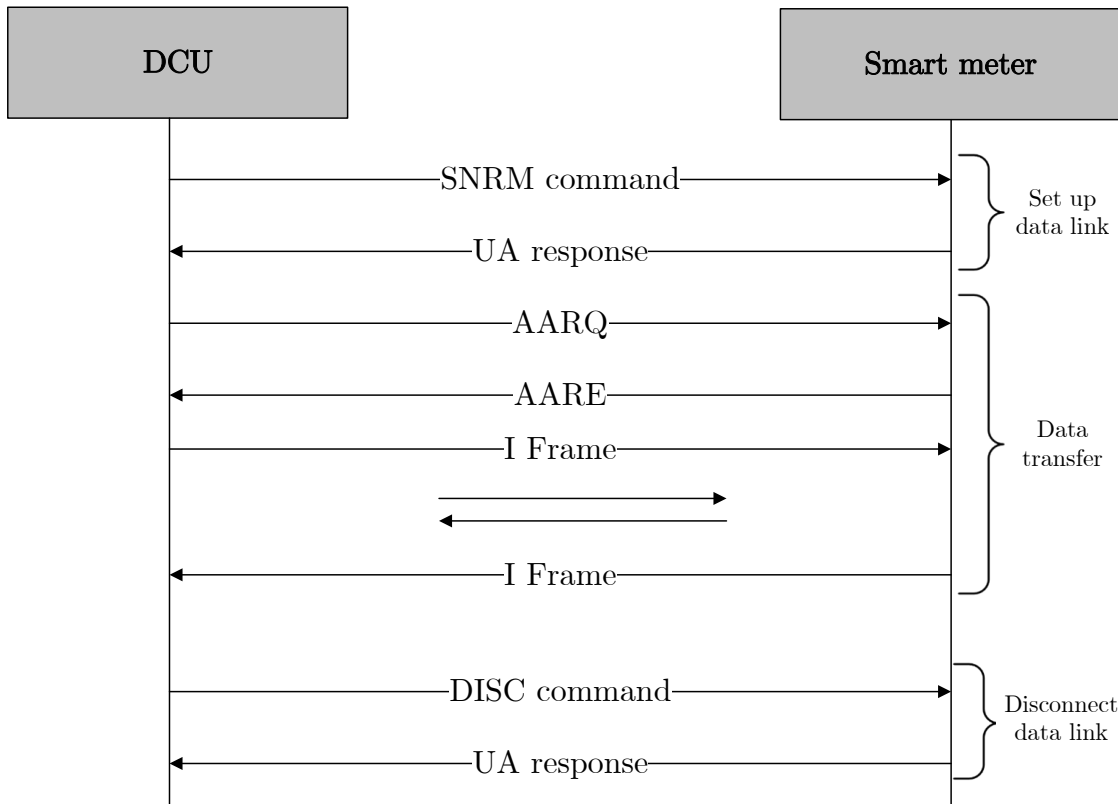 DCU
Smart meter
SNRM command
Set up
data link
UA response
AARQ
AARE
I Frame
Data
transfer
I Frame
DISC command
Disconnect
data link
UA response